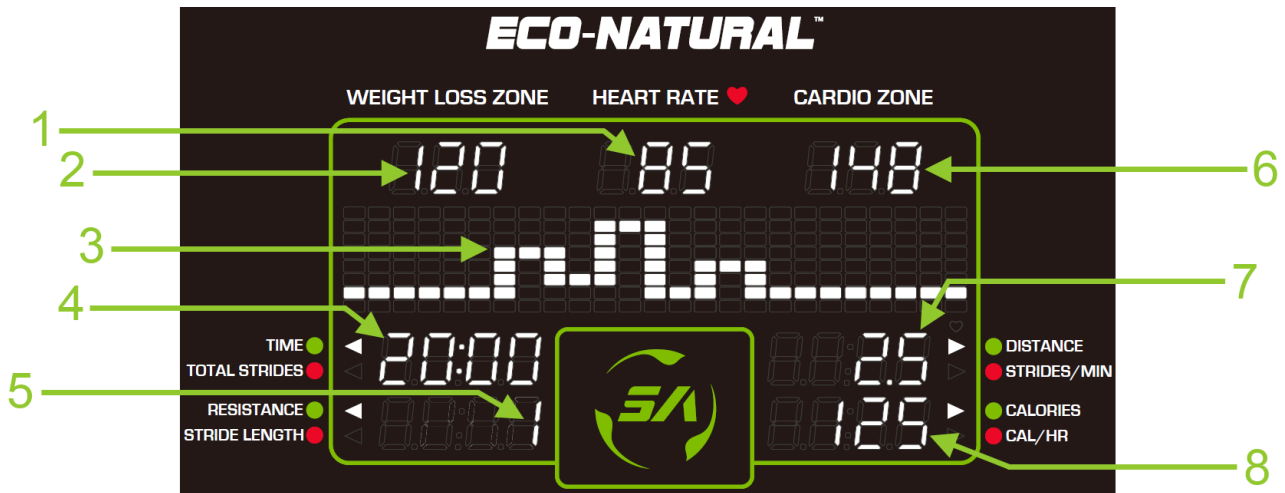 ECO-NATURAL™
WEIGHT LOSS ZONE HEART RATE CARDIO ZONE
1
2
120 85 148
6
3
7
4
TIME 20:00 2.5 DISTANCE
TOTAL STRIDES STRIDES/MIN
5
RESISTANCE 1 125 CALORIES
STRIDE LENGTH CAL/HR
SA
8